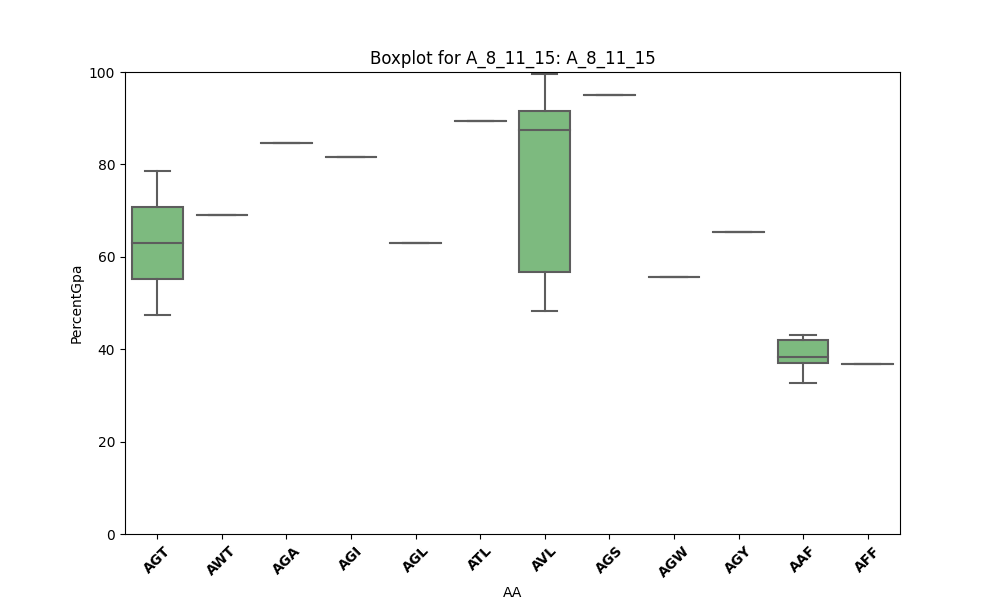 Boxplot for A_8_11_15: A_8_11_15
PercentGpa
100
80
60
40
20
0
AGT AWT AGA AGI AGL ATL AVL AGS AGW AGY AAF AFF
AA